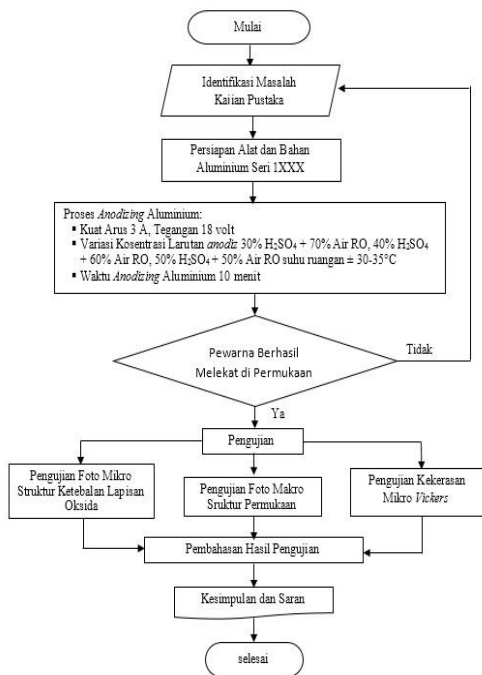 Mulai
Identifikasi Masalah
Kajian Pustaka
Persiapan Alat dan Bahan
Aluminium Seri 1XXX
Proses Anodizing Aluminium:
▪ Kuat Arus 3 A, Tegangan 18 volt
▪ Variasi Kosentrasi Larutan anodiz 30% H₂SO₄ + 70% Air RO, 40% H₂SO₄
+ 60% Air RO, 50% H₂SO₄ + 50% Air RO suhu ruangan ± 30-35°C
▪ Waktu Anodizing Aluminium 10 menit
Pewarna Berhasil
Melekat di Permukaan
Tidak
Ya
Pengujian
Pengujian Foto Mikro
Struktur Ketebalan Lapisan
Oksida
Pengujian Foto Makro
Sruktur Permukaan
Pengujian Kekerasan
Mikro Vickers
Pembahasan Hasil Pengujian
Kesimpulan dan Saran
selesai